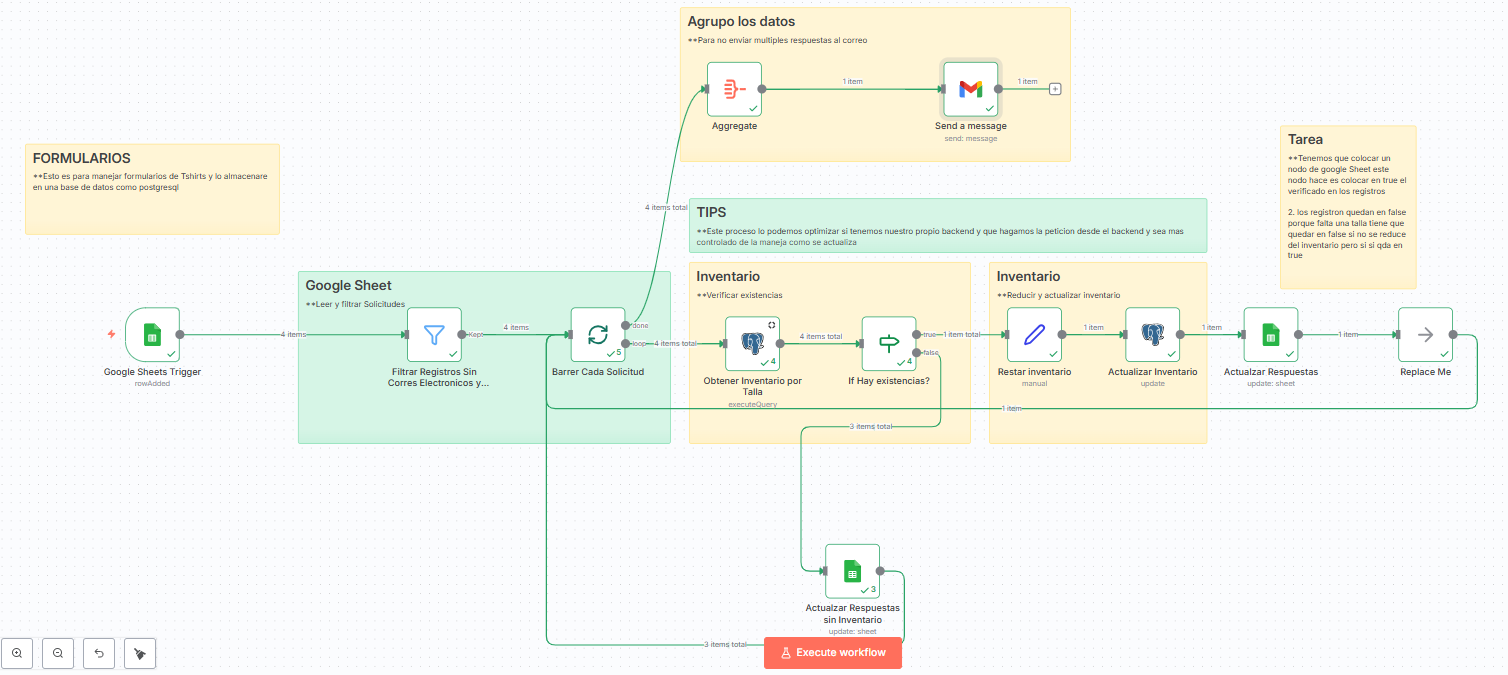 Agrupo los datos
**Para no enviar multiples respuestas al correo
1 item
1 item
Aggregate
Send a message
send: message
FORMULARIOS
**Esto es para manejar formularios de Tshirts y lo almacenare
en una base de datos como postgresql
Tarea
**Tenemos que colocar un
nodo de google Sheet este
nodo hace es colocar en true el
verificado en los registros
2. los registron quedan en false
porque falta una talla tiene que
quedar en false si no se reduce
del inventario pero si si qda en
true
4 items total
TIPS
**Este proceso lo podemos optimizar si tenemos nuestro propio backend y que hagamos la peticion desde el backend y sea mas
controlado de la maneja como se actualiza
Google Sheet
**Leer y filtrar Solicitudes
Inventario
**Verificar existencias
Inventario
**Reducir y actualizar inventario
4 items
Kept
4 items
done
loop
5
4 items total
4
4 items total
4
true
1 item total
false
1 item
1 item
1 item
Google Sheets Trigger
rowAdded
Filtrar Registros Sin
Corres Electronicos y...
Barrer Cada Solicitud
Obtener Inventario por
Talla
executeQuery
If Hay existencias?
Restar inventario
manual
Actualizar Inventario
update
Actualzar Respuestas
update: sheet
Replace Me
1 item
3 items total
3
Actualzar Respuestas
sin Inventario
update: sheet
3 items total
Execute workflow